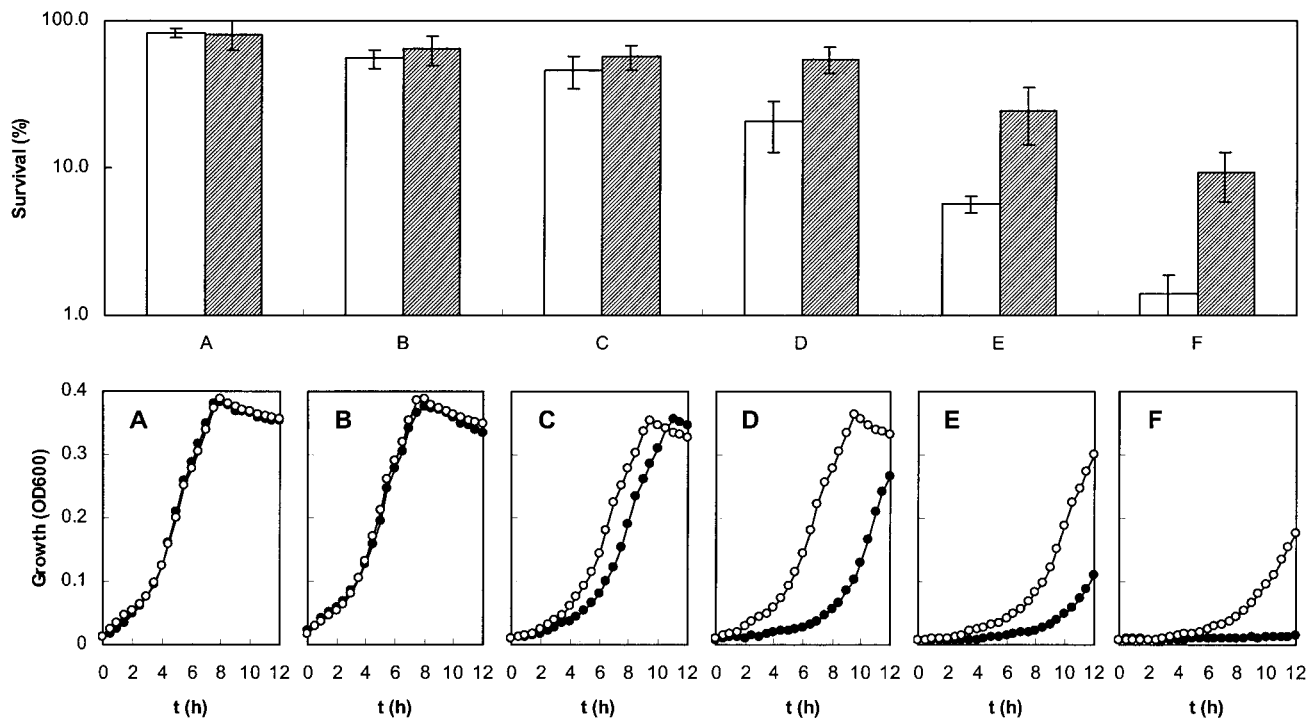 100.0
10.0
1.0
Survival (%)
A B C D E F
0.4
0.3
0.2
0.1
0
Growth (OD600)
A B C D E F
0 2 4 6 8 10 12 0 2 4 6 8 10 12 0 2 4 6 8 10 12 0 2 4 6 8 10 12 0 2 4 6 8 10 12 0 2 4 6 8 10 12
t (h) t (h) t (h) t (h) t (h) t (h)